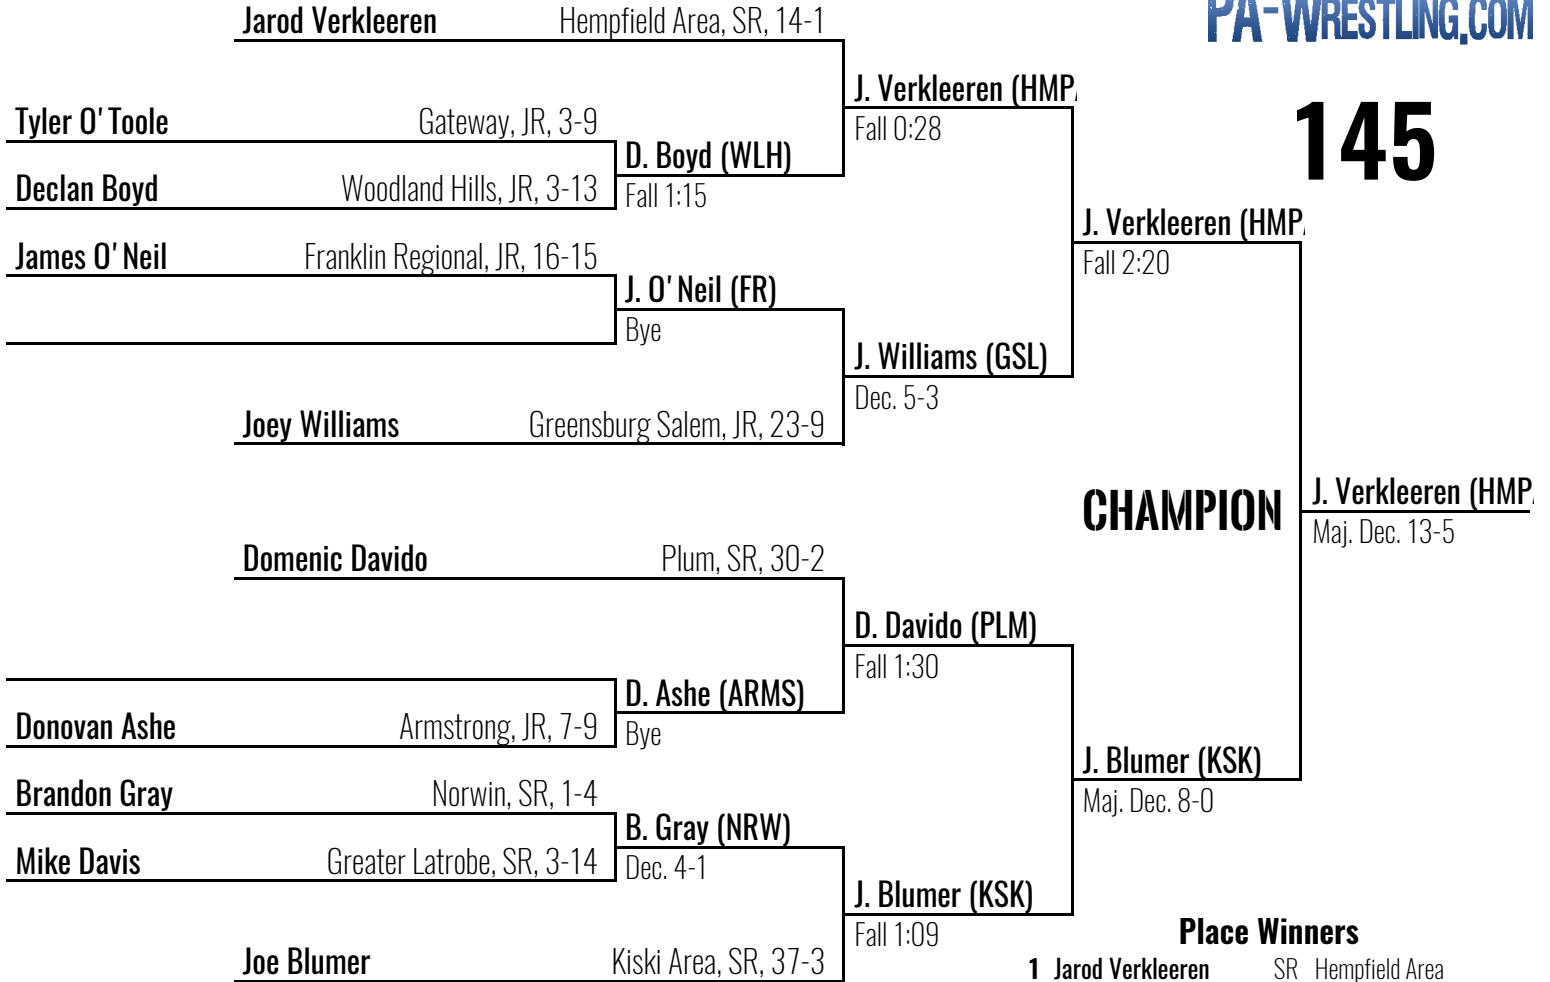 Jarod Verkleeren Hempfield Area, SR, 14-1
PA-WRESTLING.COM
J. Verkleeren (HMP
Fall 0:28
145
Tyler O'Toole Gateway, JR, 3-9
D. Boyd (WLH)
Fall 1:15
Declan Boyd Woodland Hills, JR, 3-13
J. Verkleeren (HMP
Fall 2:20
James O'Neil Franklin Regional, JR, 16-15
J. O'Neil (FR)
Bye
J. Williams (GSL)
Dec. 5-3
Joey Williams Greensburg Salem, JR, 23-9
CHAMPION
J. Verkleeren (HMP
Maj. Dec. 13-5
Domenic Davido Plum, SR, 30-2
D. Davido (PLM)
Fall 1:30
D. Ashe (ARMS)
Bye
Donovan Ashe Armstrong, JR, 7-9
J. Blumer (KSK)
Maj. Dec. 8-0
Brandon Gray Norwin, SR, 1-4
B. Gray (NRW)
Dec. 4-1
Mike Davis Greater Latrobe, SR, 3-14
J. Blumer (KSK)
Fall 1:09
Joe Blumer Kiski Area, SR, 37-3
Place Winners
1 Jarod Verkleeren SR Hempfield Area